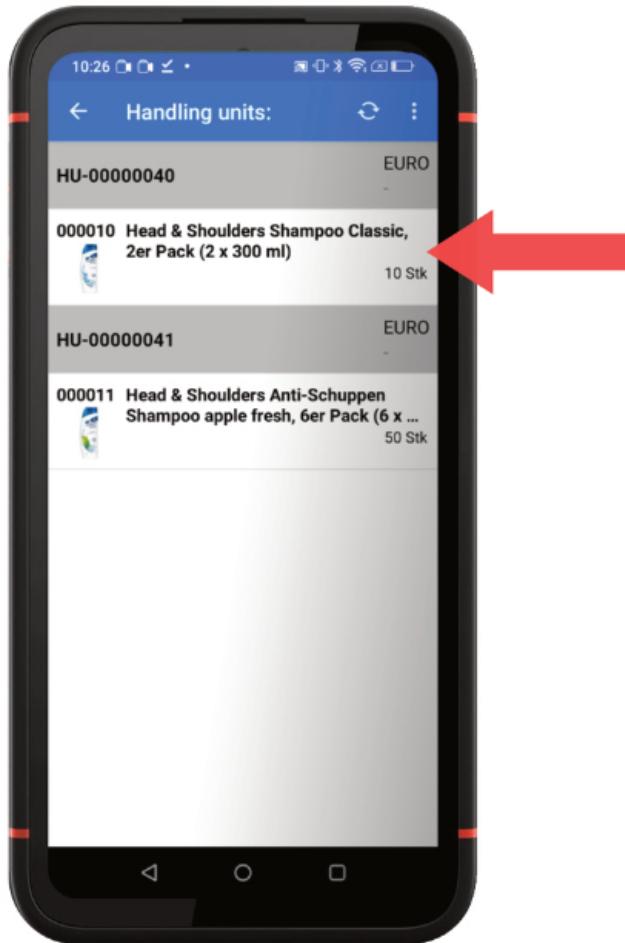 10:26
Handling units:
HU-00000040
EURO
-
000010
Head & Shoulders Shampoo Classic,
2er Pack (2 x 300 ml)
10 Stk
HU-00000041
EURO
-
000011
Head & Shoulders Anti-Schuppen
Shampoo apple fresh, 6er Pack (6 x ...
50 Stk